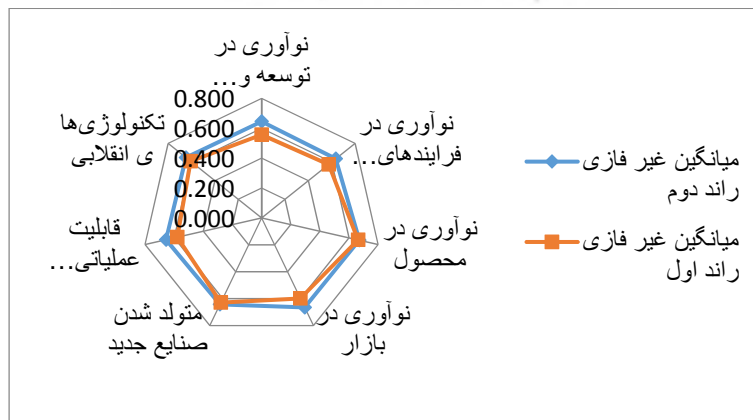 نوآوری در
توسعه و...
نوآوری در
فرایندهای...
نوآوری در
محصول
نوآوری در
بازار
متولد شدن
صنایع جدید
قابلیت
عملیاتی...
تکنولوژی‌ها
ی انقلابی
0.800
0.600
0.400
0.200
0.000
میانگین غیر فازی
راند دوم
میانگین غیر فازی
راند اول